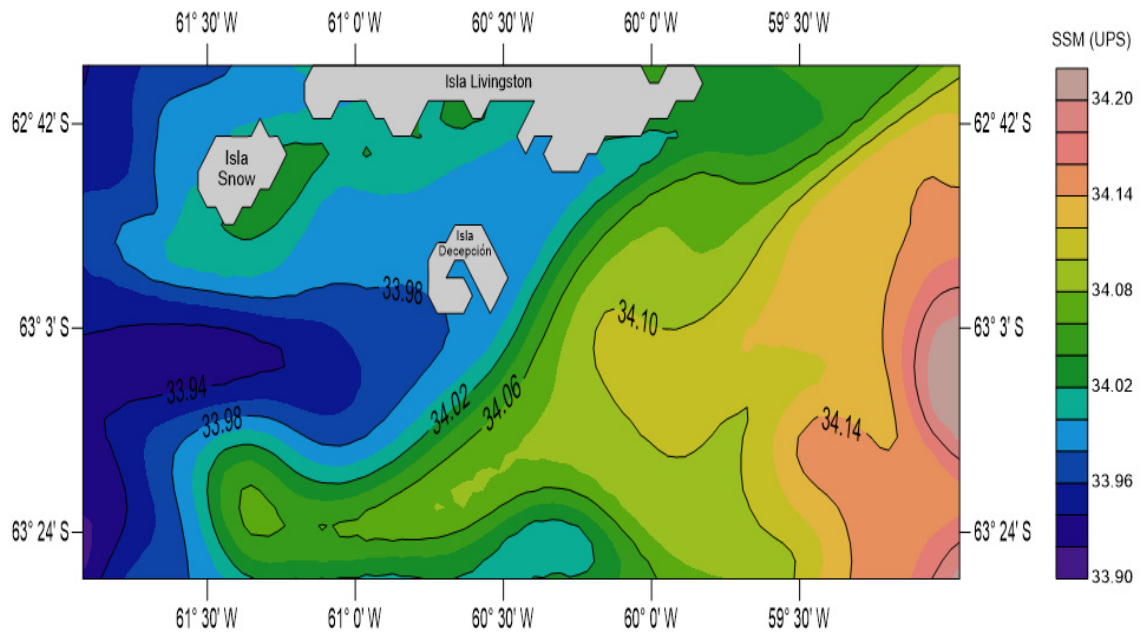 61° 30' W
61° 0' W
60° 30' W
60° 0' W
59° 30' W
SSM (UPS)
Isla Livingston
62° 42' S
62° 42' S
34.20
Isla
Snow
34.14
Isla
Decepción
33.98
34.08
63° 3' S
34.10
63° 3' S
33.94
34.02
34.06
34.02
33.98
34.14
33.96
63° 24' S
63° 24' S
33.90
61° 30' W
61° 0' W
60° 30' W
60° 0' W
59° 30' W